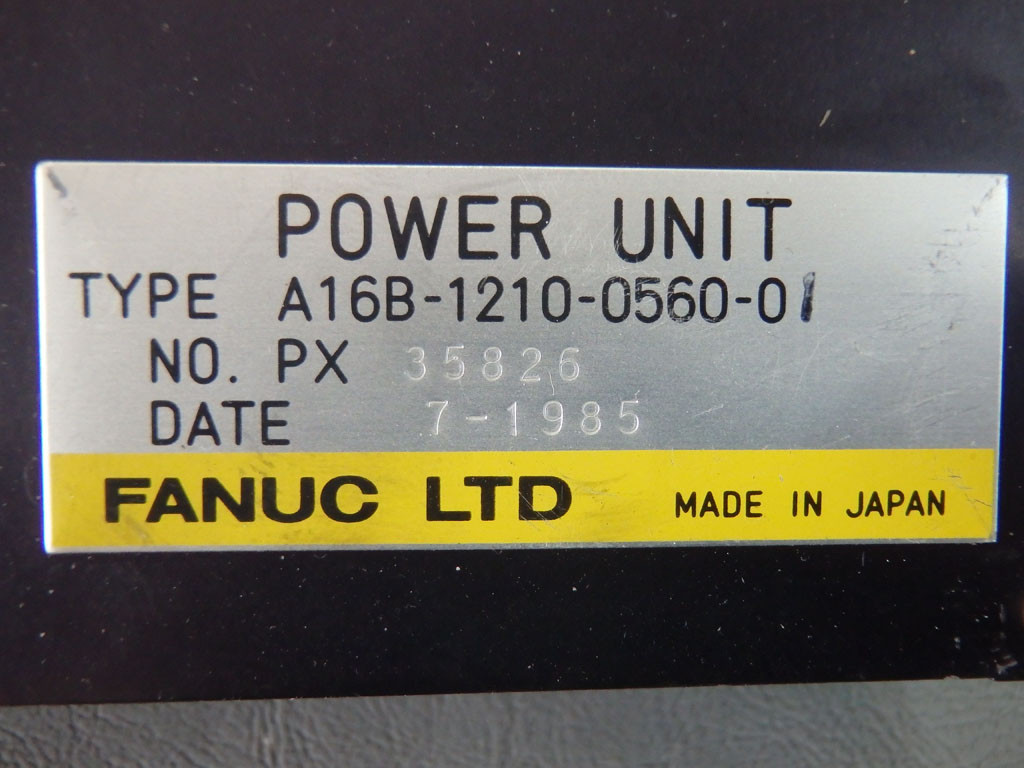 POWER UNIT
TYPE A16B-1210-0560-01
NO. PX 35826
DATE 7-1985
FANUC LTD MADE IN JAPAN